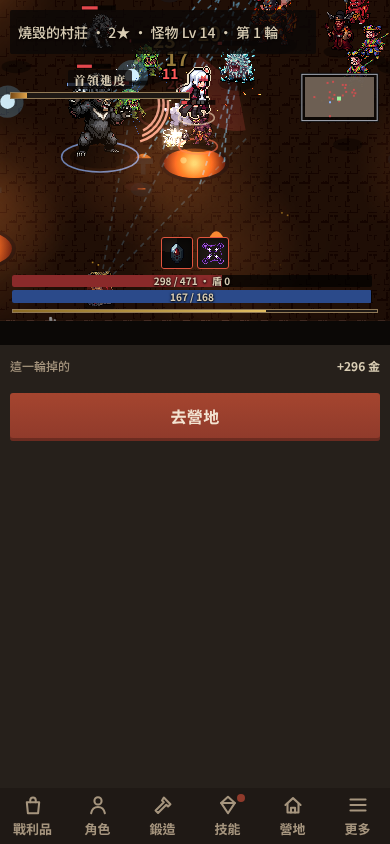 燒毀的村莊 · 2★ · 怪物 Lv 14 · 第 1 輪
17
首領進度
11
298 / 471 · 盾 0
167 / 168
這一輪掉的
+296 金
去營地
戰利品
角色
鍛造
技能
營地
更多